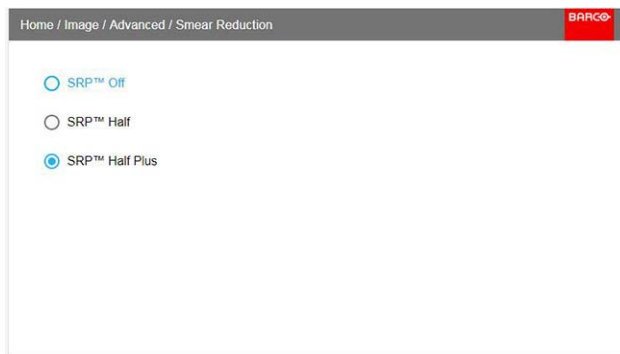 Home / Image / Advanced / Smear Reduction
BARCO
SRP™ Off
SRP™ Half
SRP™ Half Plus